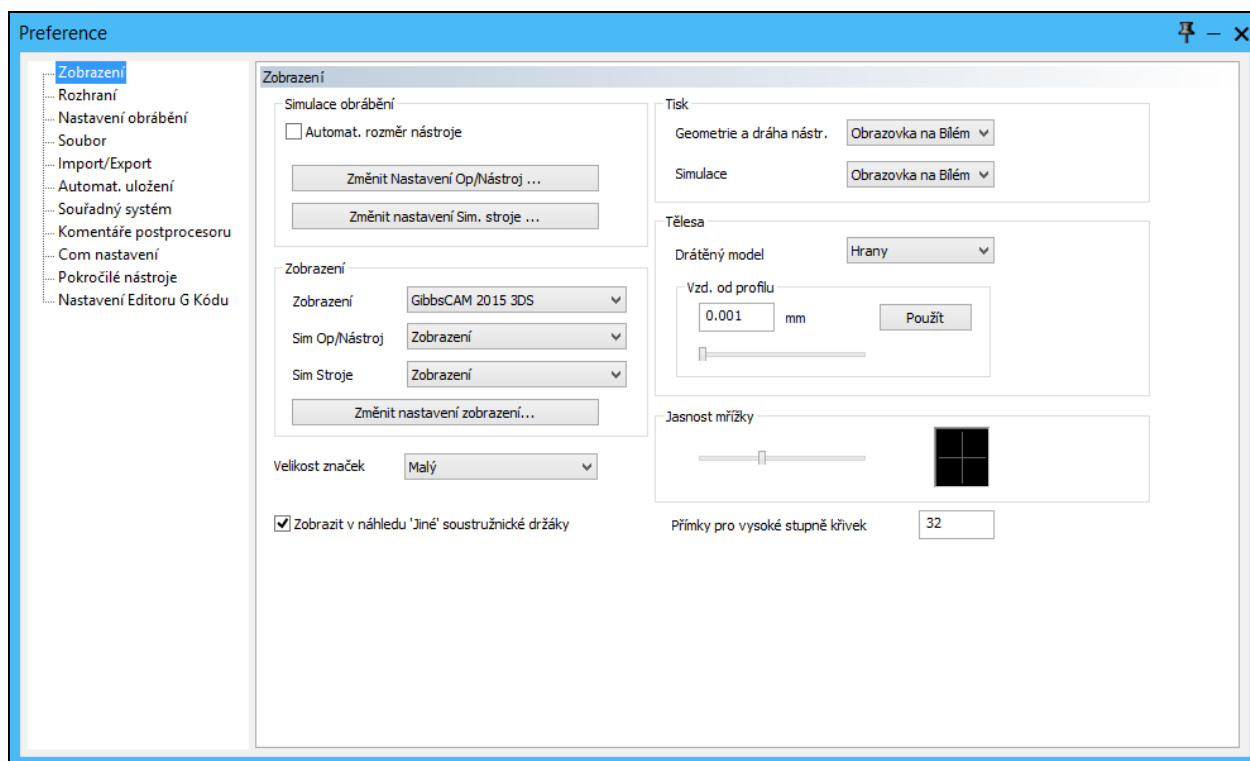 Preference
Zobrazení
Rozhraní
Nastavení obrábění
Soubor
Import/Export
Automat. uložení
Souřadný systém
Komentáře postprocesoru
Com nastavení
Pokročilé nástroje
Nastavení Editoru G Kódu
Zobrazení
Simulace obrábění
Automat. rozměr nástroje
Změnit Nastavení Op/Nástroj ...
Změnit nastavení Sim. stroje ...
Zobrazení
Zobrazení GibbsCAM 2015 3DS
Sim Op/Nástroj Zobrazení
Sim Stroje Zobrazení
Změnit nastavení zobrazení...
Velikost značek Malý
Zobrazit v náhledu 'Jiné' soustružnické držáky
Tisk
Geometrie a dráha nástr. Obrazovka na Bílém
Simulace Obrazovka na Bílém
Tělesa
Drátěný model Hrany
Vzd. od profilu
0.001 mm Použít
Jasnost mřížky
Přímky pro vysoké stupně křivek 32